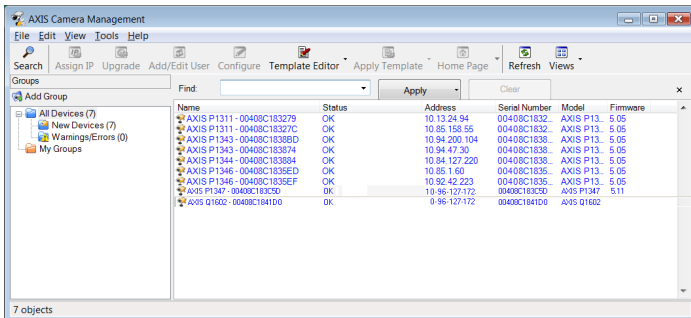 AXIS Camera Management
File Edit View Tools Help
Search Assign IP Upgrade Add/Edit User Configure Template Editor Apply Template Home Page Refresh Views
Groups
Find: Apply Clear x
Add Group
Name Status Address Serial Number Model Firmware
All Devices (7)
New Devices (7)
Warnings/Errors (0)
My Groups
AXIS P1311 - 00408C183279 OK 10.13.24.94 00408C1832... AXIS P13... 5.05
AXIS P1311 - 00408C18327C OK 10.85.158.55 00408C1832... AXIS P13... 5.05
AXIS P1343 - 00408C1838BD OK 10.94.200.104 00408C1838... AXIS P13... 5.05
AXIS P1343 - 00408C183874 OK 10.94.47.30 00408C1838... AXIS P13... 5.05
AXIS P1344 - 00408C183884 OK 10.84.127.220 00408C1838... AXIS P13... 5.05
AXIS P1346 - 00408C1835ED OK 10.85.1.60 00408C1835... AXIS P13... 5.05
AXIS P1346 - 00408C1835EF OK 10.92.42.223 00408C1835... AXIS P13... 5.05
AXIS P1347 - 00408C183C5D OK 10-96-127-172 00408C183C5D AXIS P1347 5.11
AXIS Q1602 - 00408C1841D0 OK 0-96-127-172 00408C1841D0 AXIS Q1602
7 objects